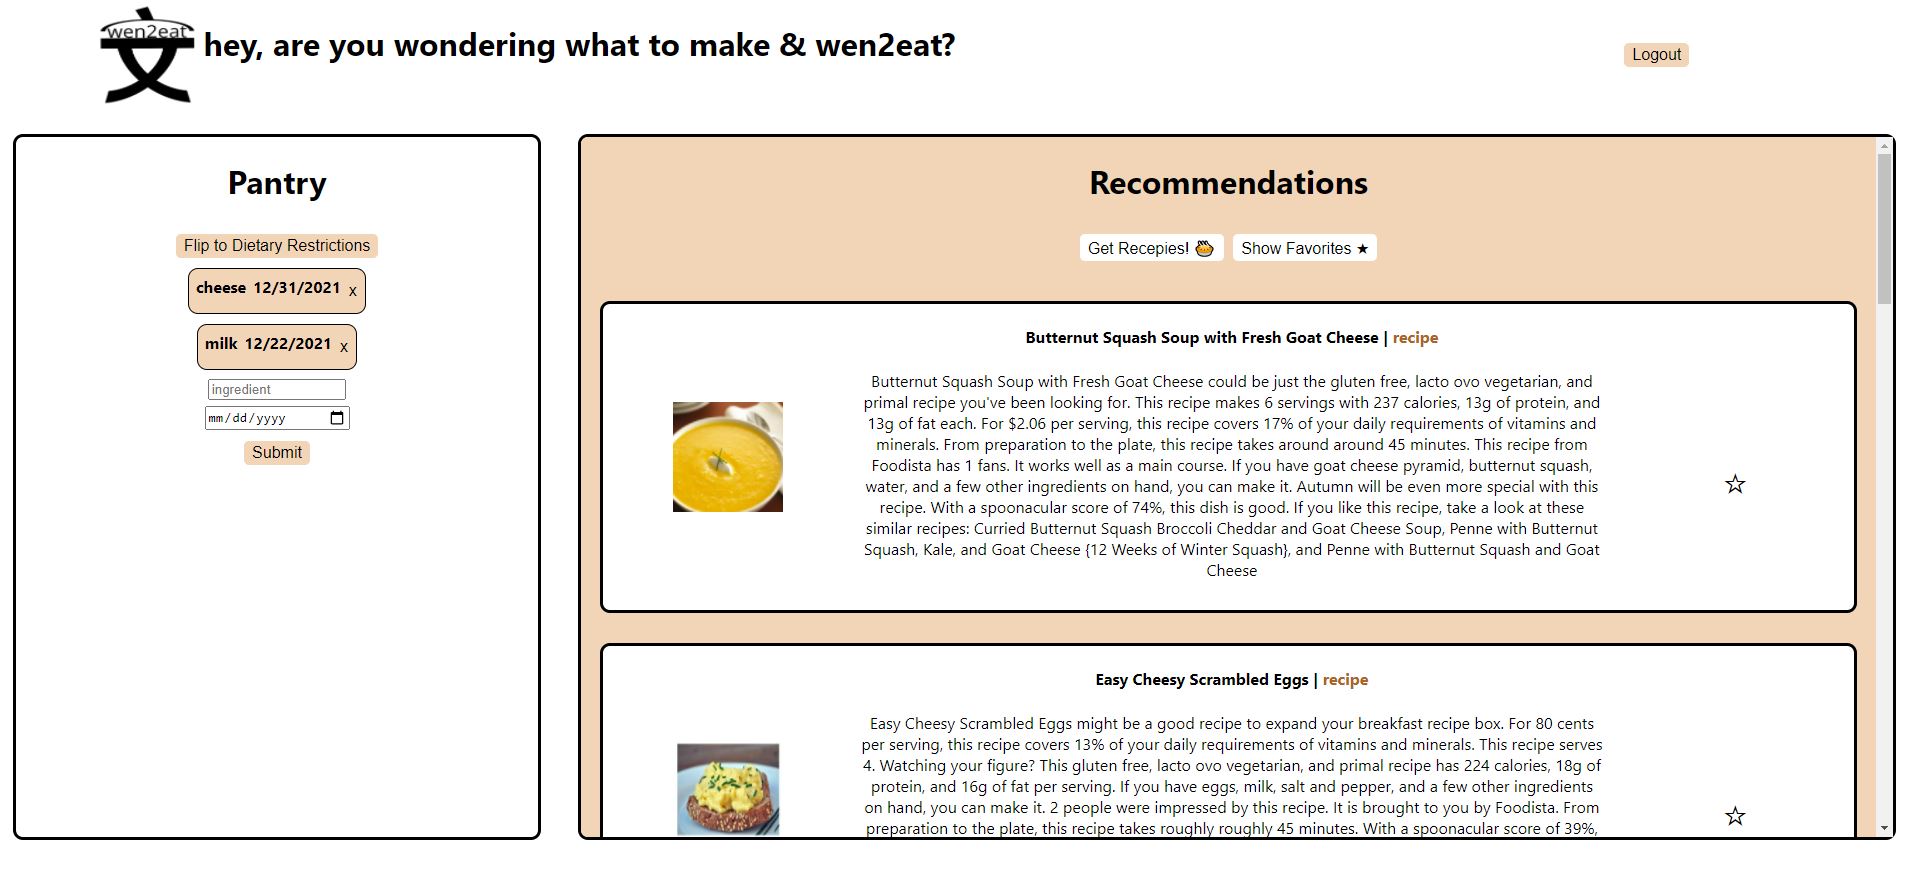 wen2eat
文
hey, are you wondering what to make & wen2eat?
Logout
Pantry
Flip to Dietary Restrictions
cheese 12/31/2021 x
milk 12/22/2021 x
ingredient
mm/dd/yyyy
Submit
Recommendations
Get Recepies! 🥧 Show Favorites ★
Butternut Squash Soup with Fresh Goat Cheese | recipe
Butternut Squash Soup with Fresh Goat Cheese could be just the gluten free, lacto ovo vegetarian, and
primal recipe you've been looking for. This recipe makes 6 servings with 237 calories, 13g of protein, and
13g of fat each. For $2.06 per serving, this recipe covers 17% of your daily requirements of vitamins and
minerals. From preparation to the plate, this recipe takes around around 45 minutes. This recipe from
Foodista has 1 fans. It works well as a main course. If you have goat cheese pyramid, butternut squash,
water, and a few other ingredients on hand, you can make it. Autumn will be even more special with this
recipe. With a spoonacular score of 74%, this dish is good. If you like this recipe, take a look at these
similar recipes: Curried Butternut Squash Broccoli Cheddar and Goat Cheese Soup, Penne with Butternut
Squash, Kale, and Goat Cheese {12 Weeks of Winter Squash}, and Penne with Butternut Squash and Goat
Cheese
☆
Easy Cheesy Scrambled Eggs | recipe
Easy Cheesy Scrambled Eggs might be a good recipe to expand your breakfast recipe box. For 80 cents
per serving, this recipe covers 13% of your daily requirements of vitamins and minerals. This recipe serves
4. Watching your figure? This gluten free, lacto ovo vegetarian, and primal recipe has 224 calories, 18g of
protein, and 16g of fat per serving. If you have eggs, milk, salt and pepper, and a few other ingredients
on hand, you can make it. 2 people were impressed by this recipe. It is brought to you by Foodista. From
preparation to the plate, this recipe takes roughly roughly 45 minutes. With a spoonacular score of 39%,
☆